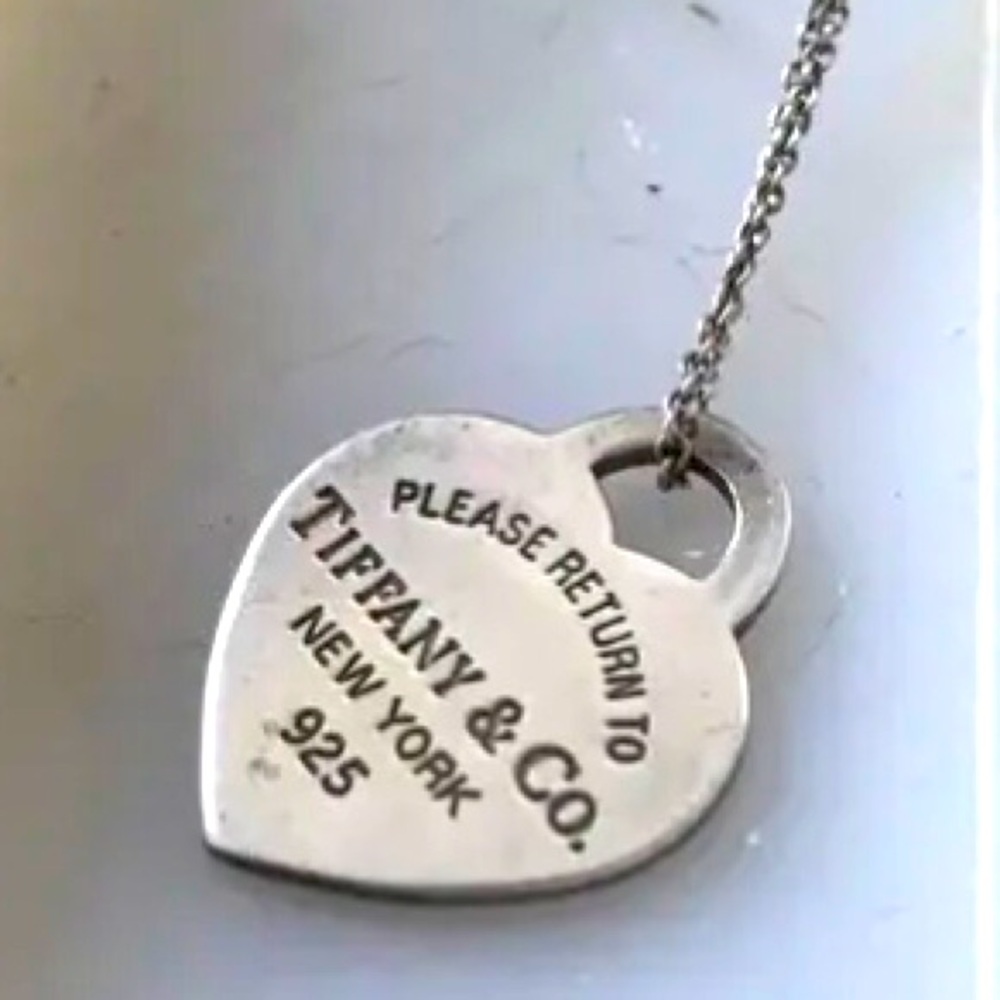 PLEASE RETURN TO
TIFFANY & CO.
NEW YORK
925